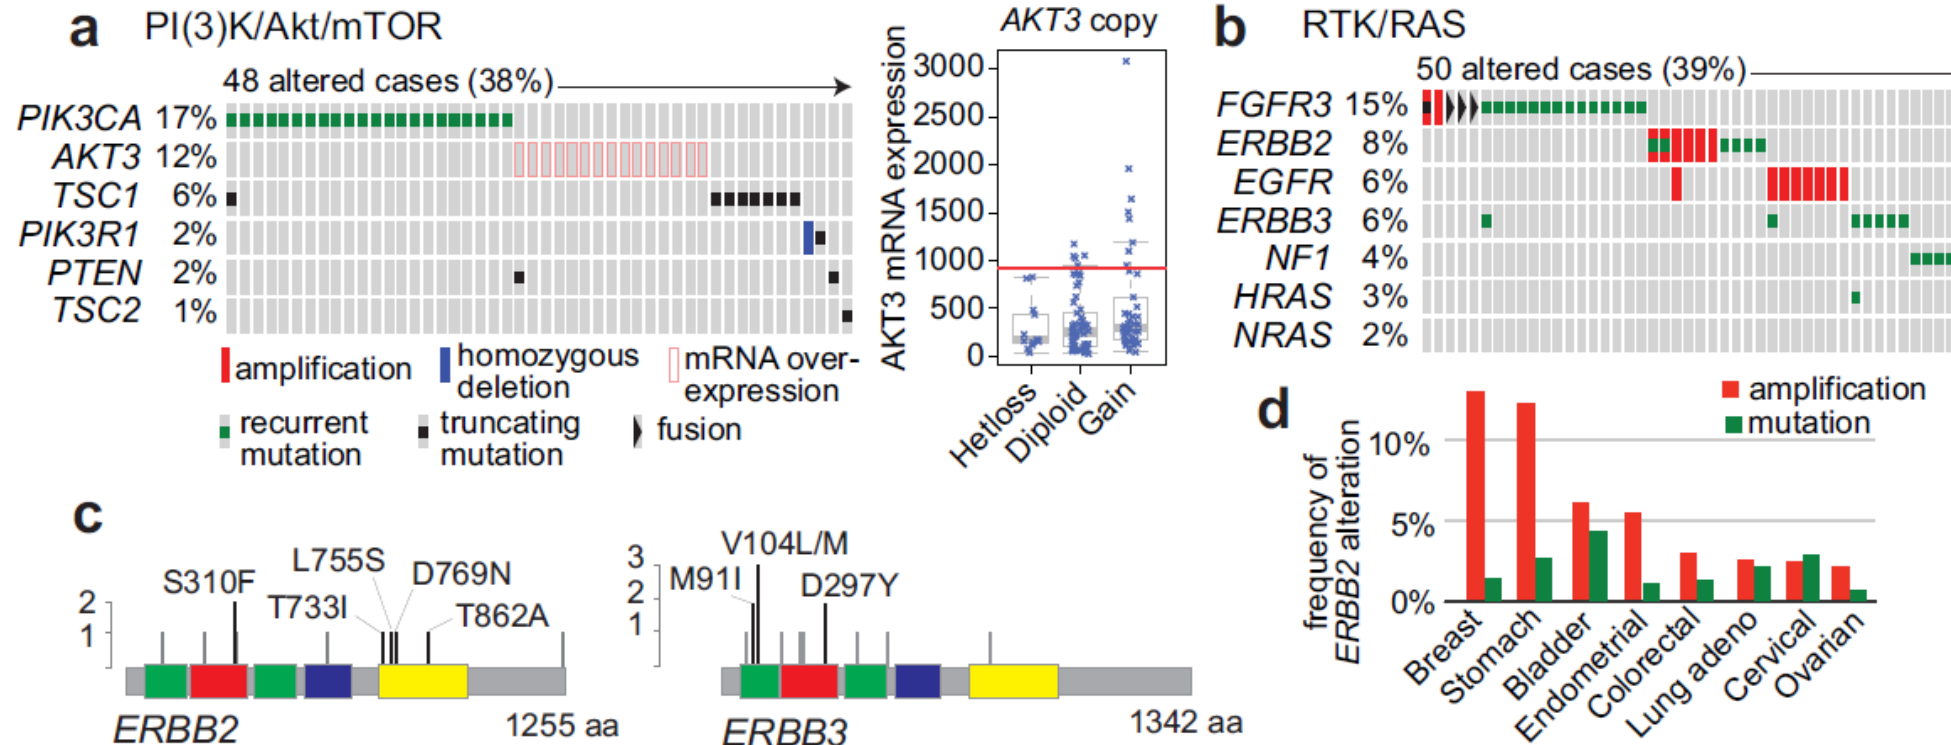 a PI(3)K/Akt/mTOR
48 altered cases (38%)
PIK3CA 17%
AKT3 12%
TSC1 6%
PIK3R1 2%
PTEN 2%
TSC2 1%
amplification
homozygous
deletion
mRNA over-
expression
recurrent
mutation
truncating
mutation
fusion
AKT3 copy
AKT3 mRNA expression
3000
2500
2000
1500
1000
500
0
Hetloss
Diploid
Gain
b RTK/RAS
50 altered cases (39%)
FGFR3 15%
ERBB2 8%
EGFR 6%
ERBB3 6%
NF1 4%
HRAS 3%
NRAS 2%
c
2
1
S310F
T733I
L755S
D769N
T862A
ERBB2
1255 aa
3
2
1
M91I
V104L/M
D297Y
ERBB3
1342 aa
d
amplification
mutation
frequency of
ERBB2 alteration
10%
5%
0%
Breast
Stomach
Bladder
Endometrial
Colorectal
Lung adeno
Cervical
Ovarian